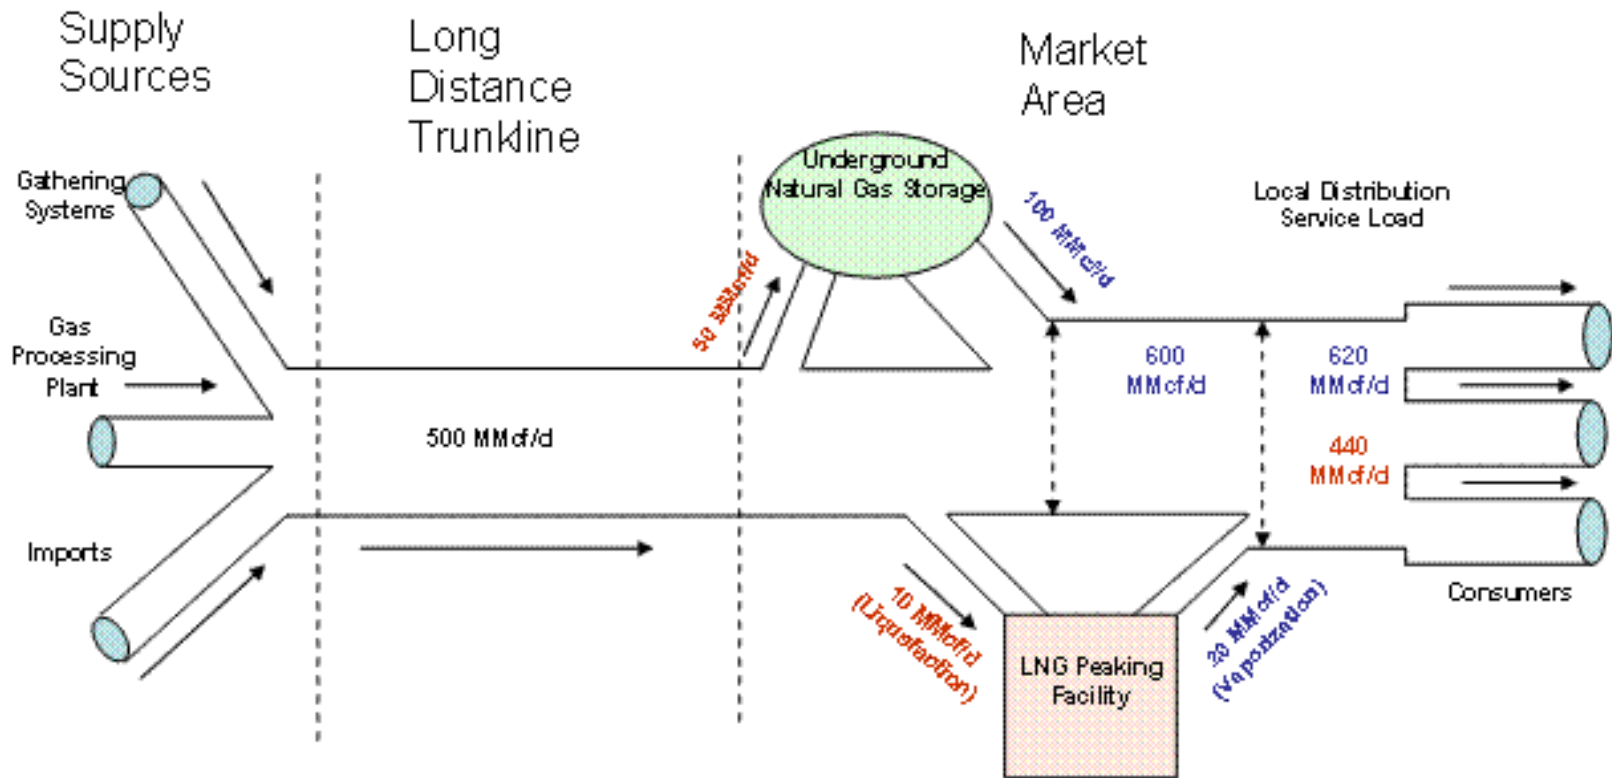 Supply
Sources
Long
Distance
Trunkline
Market
Area
Gathering
Systems
Gas
Processing
Plant
Imports
500 MMcf/d
50 MMcf/d
Underground
Natural Gas Storage
100 MMcf/d
Local Distribution
Service Load
600
MMcf/d
620
MMcf/d
440
MMcf/d
10 MMcf/d
(Liquefaction)
LNG Peaking
Facility
20 MMcf/d
(Vaporization)
Consumers